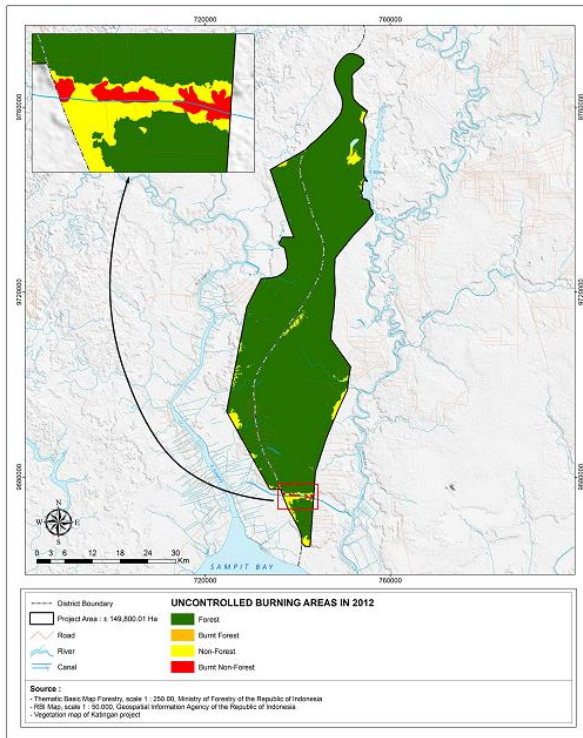 720000
760000
9760000
9760000
9720000
9720000
9680000
9680000
N
W
E
S
0 3 6 12 18 24 30
Km
SAMPIT BAY
720000
760000
District Boundary
Project Area : ± 149,800.01 Ha
Road
River
Canal
UNCONTROLLED BURNING AREAS IN 2012
Forest
Burnt Forest
Non-Forest
Burnt Non-Forest
Source :
- Thematic Basic Map Forestry, scale 1 : 250.00, Ministry of Forestry of the Republic of Indonesia
- RBI Map, scale 1 : 50.000, Geospatial Information Agency of the Republic of Indonesia
- Vegetation map of Katingan project